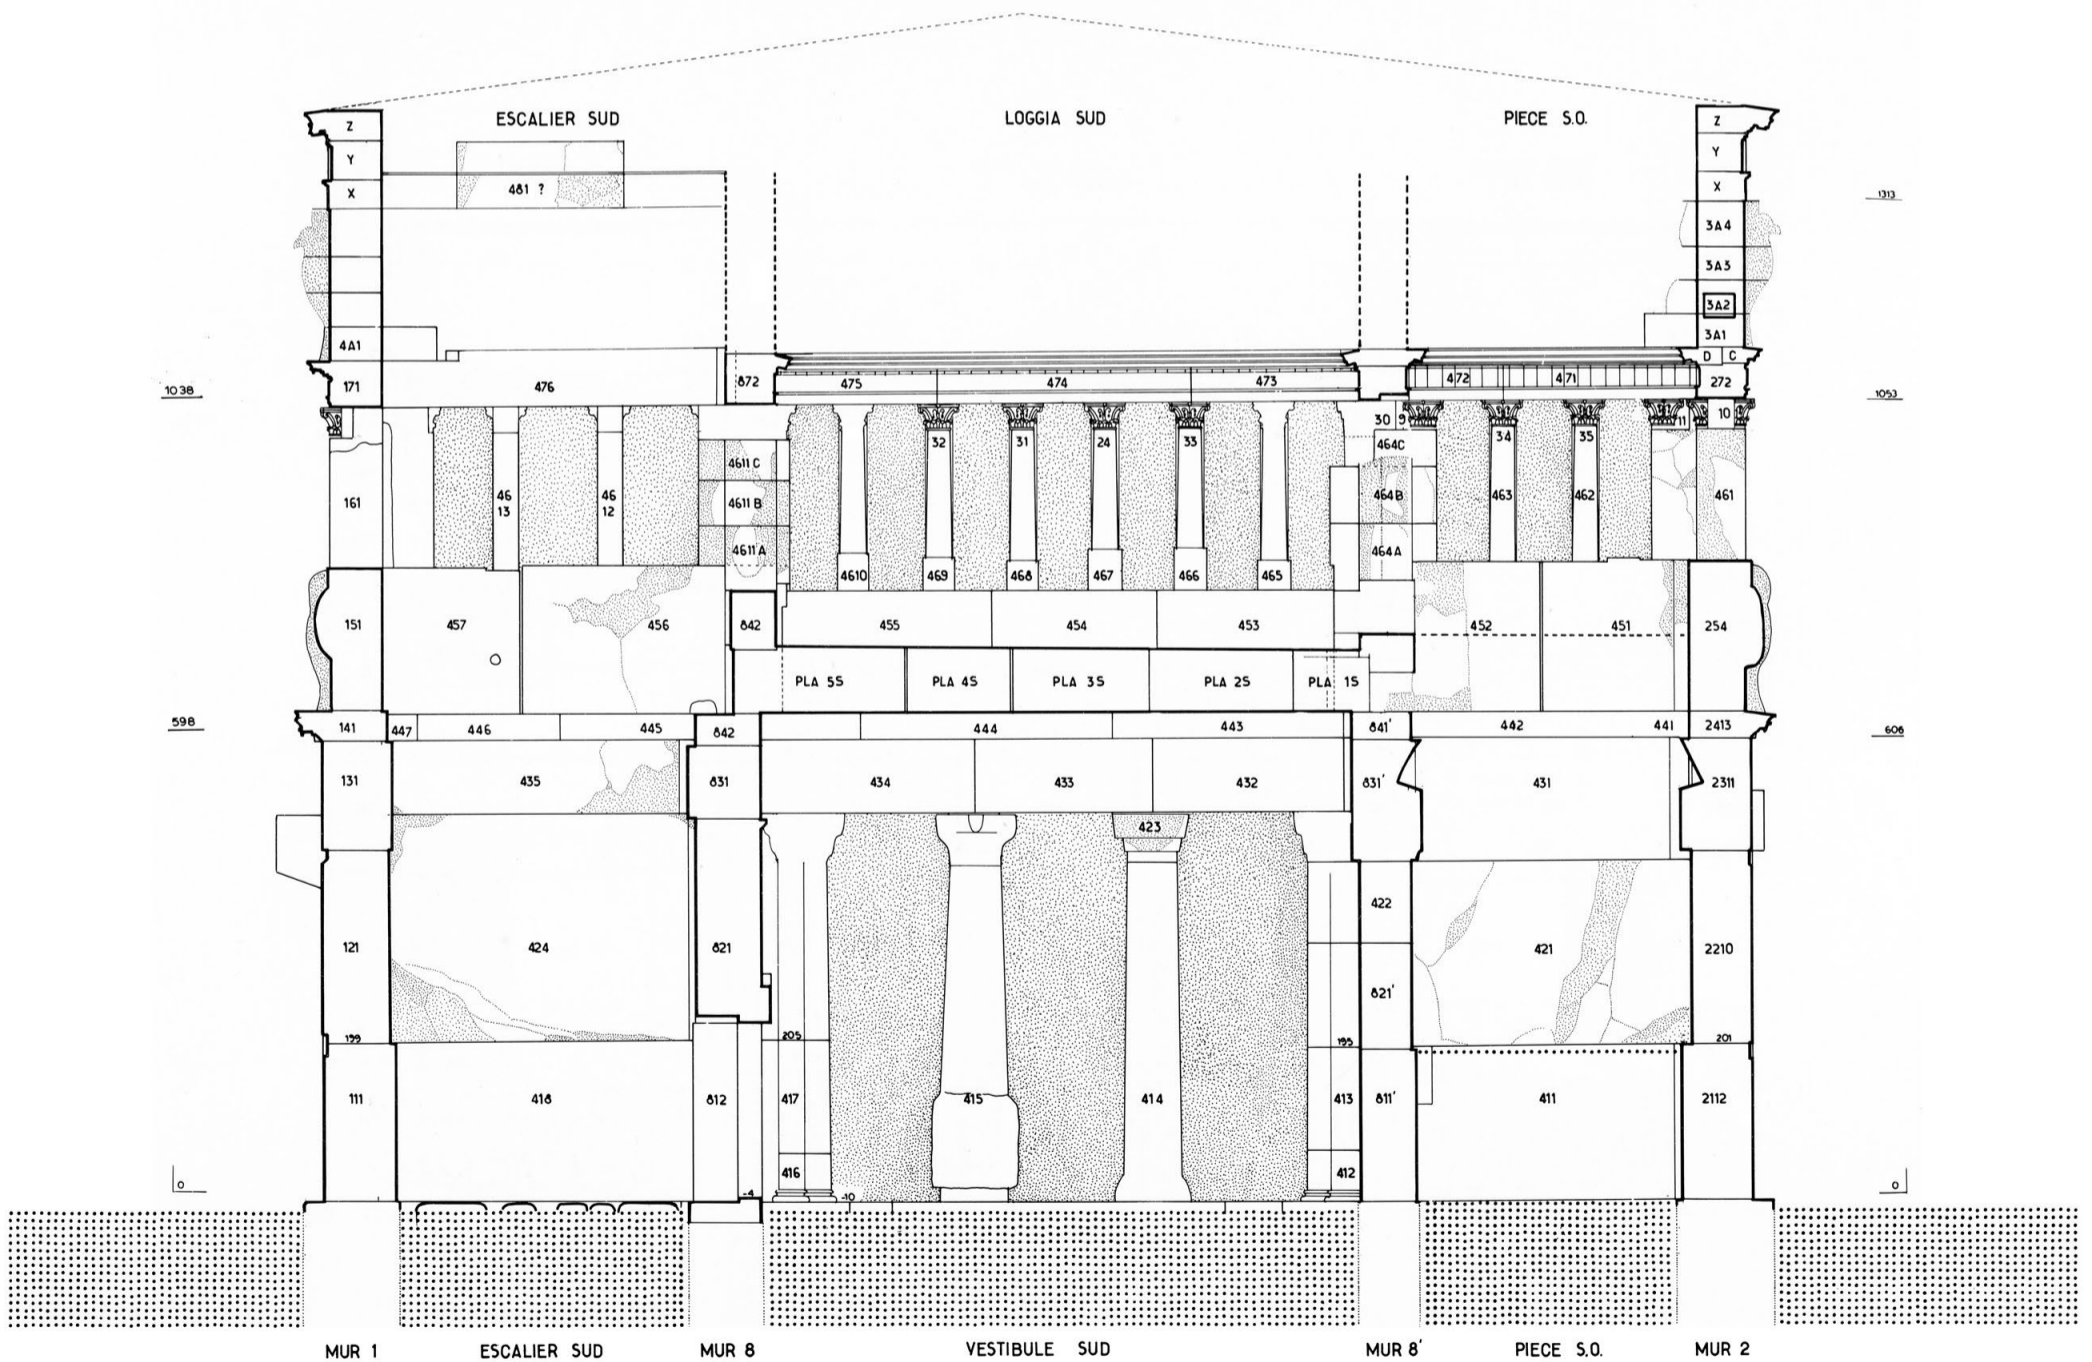 ESCALIER SUD LOGGIA SUD PIECE S.O.
Z Z
Y Y
X 481 ? X
1313
3A4
3A3
3A2
4A1 3A1
D C
171 476 872 475 474 473 472 471 272
1038 1053
32 31 24 33 30 9 34 35 11 10
464C
4611 C
161 46 13 46 12 4611 B 464B 463 462 461
4611 A 464A
4610 469 468 467 466 465
151 457 456 842 455 454 453 452 451 254
PLA 5S PLA 4S PLA 3S PLA 2S PLA 1S
598 141 447 446 445 842 444 443 841' 442 441 2413 606
131 435 831 434 433 432 831' 431 2311
423
422
121 424 821 421 2210
821'
199 205 195 201
111 418 812 417 415 414 413 811' 411 2112
416 412
0 -4 -10 0
MUR 1 ESCALIER SUD MUR 8 VESTIBULE SUD MUR 8' PIECE S.O. MUR 2